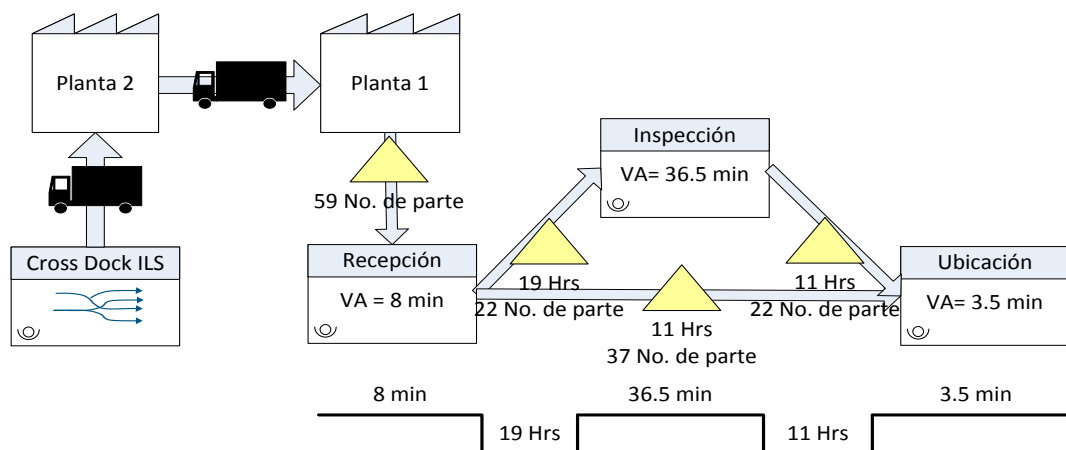 Planta 2
Planta 1
59 No. de parte
Inspección
VA= 36.5 min
Cross Dock ILS
Recepción
VA = 8 min
19 Hrs
22 No. de parte
11 Hrs
37 No. de parte
11 Hrs
22 No. de parte
Ubicación
VA= 3.5 min
8 min
19 Hrs
36.5 min
11 Hrs
3.5 min